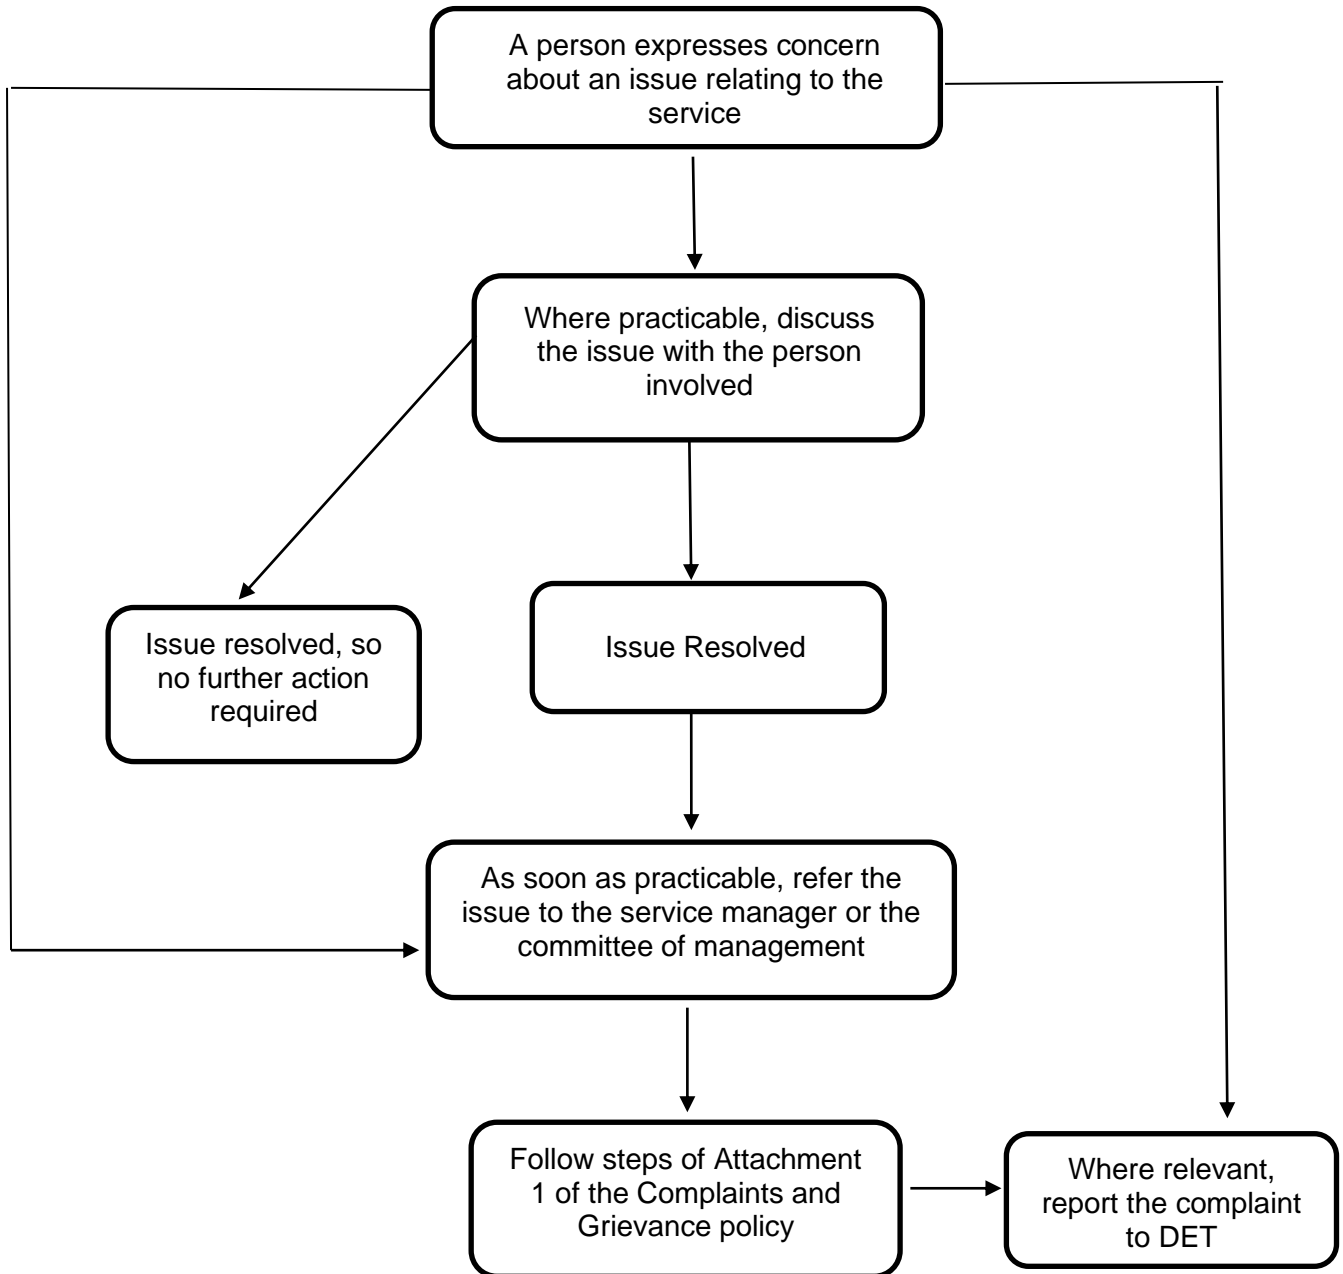 A person expresses concern
about an issue relating to the
service
Where practicable, discuss
the issue with the person
involved
Issue resolved, so
no further action
required
Issue Resolved
As soon as practicable, refer the
issue to the service manager or the
committee of management
Follow steps of Attachment
1 of the Complaints and
Grievance policy
Where relevant,
report the complaint
to DET